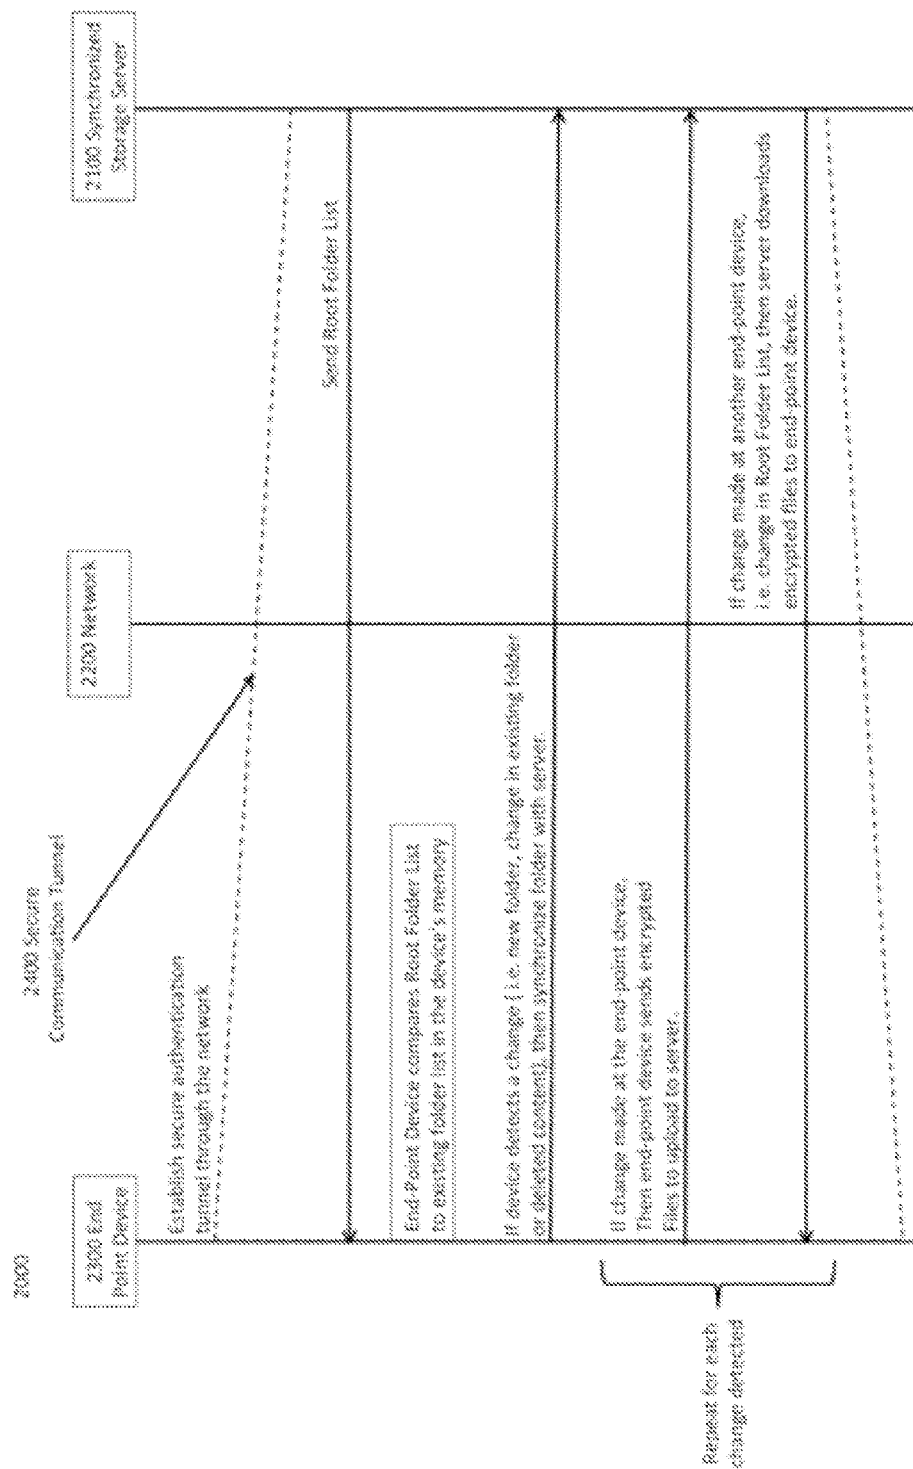 2000
2400 Secure
Communication Tunnel
2300 End
Point Device
2200 Network
2100 Synchronized
Storage Server
Establish secure authentication
tunnel through the network
Send Root Folder List
End-Point Device compares Root Folder List
to existing folder list in the device's memory
If device detects a change ( i.e. new folder, change in existing folder
or deleted content), then synchronize folder with server.
If change made at the end-point device,
Then end-point device sends encrypted
Files to upload to server.
If change made at another end-point device,
i.e. change in Root Folder List, then server downloads
encrypted files to end-point device.
Repeat for each
change detected